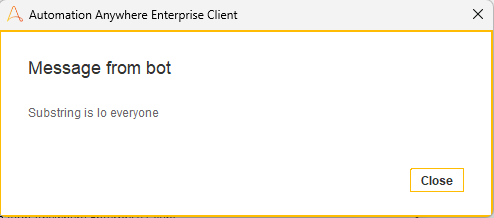 Automation Anywhere Enterprise Client
Message from bot
Substring is lo everyone
Close